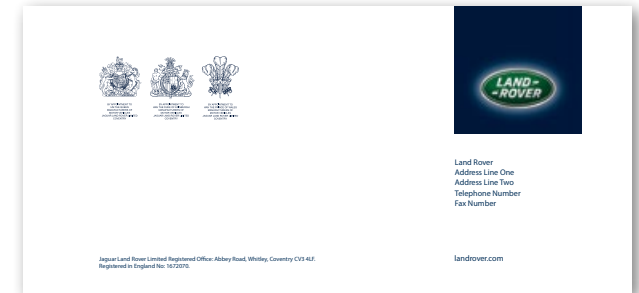 LAND-
-ROVER
Land Rover
Address Line One
Address Line Two
Telephone Number
Fax Number
Jaguar Land Rover Limited Registered Office: Abbey Road, Whitley, Coventry CV3 4LF.
Registered in England No: 1672070.
landrover.com